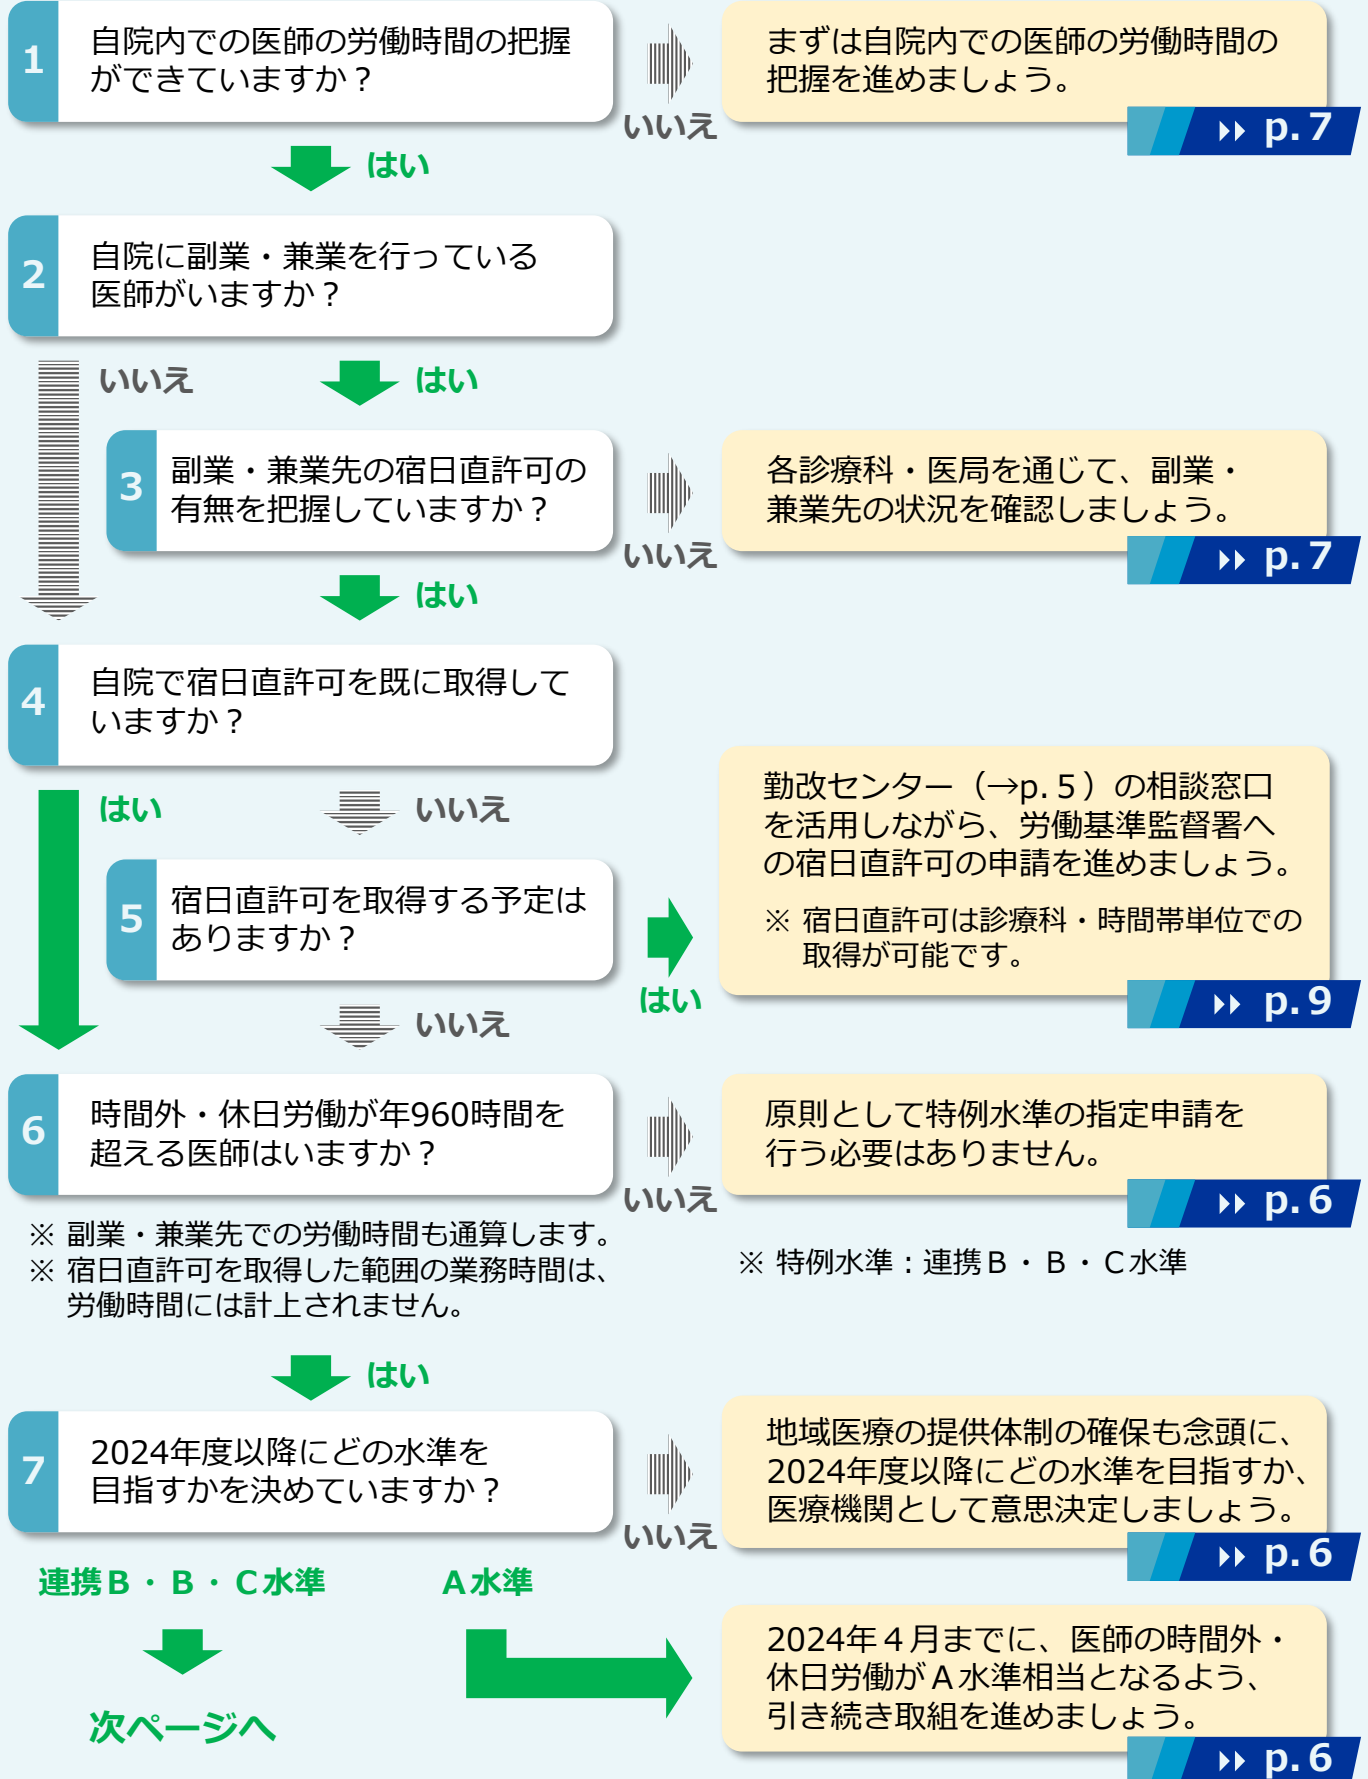 1
自院内での医師の労働時間の把握
ができていますか？
いいえ
まずは自院内での医師の労働時間の
把握を進めましょう。
p.7
はい
2
自院に副業・兼業を行っている
医師がいますか？
いいえ
はい
3
副業・兼業先の宿日直許可の
有無を把握していますか？
いいえ
各診療科・医局を通じて、副業・
兼業先の状況を確認しましょう。
p.7
はい
4
自院で宿日直許可を既に取得して
いますか？
はい
いいえ
5
宿日直許可を取得する予定は
ありますか？
はい
勤改センター（→p.５）の相談窓口
を活用しながら、労働基準監督署へ
の宿日直許可の申請を進めましょう。
※ 宿日直許可は診療科・時間帯単位での
取得が可能です。
p.9
いいえ
6
時間外・休日労働が年960時間を
超える医師はいますか？
いいえ
原則として特例水準の指定申請を
行う必要はありません。
p.6
※ 副業・兼業先での労働時間も通算します。
※ 宿日直許可を取得した範囲の業務時間は、
労働時間には計上されません。
※ 特例水準：連携Ｂ・Ｂ・Ｃ水準
はい
7
2024年度以降にどの水準を
目指すかを決めていますか？
いいえ
地域医療の提供体制の確保も念頭に、
2024年度以降にどの水準を目指すか、
医療機関として意思決定しましょう。
p.6
連携Ｂ・Ｂ・Ｃ水準
Ａ水準
次ページへ
2024年４月までに、医師の時間外・
休日労働がＡ水準相当となるよう、
引き続き取組を進めましょう。
p.6